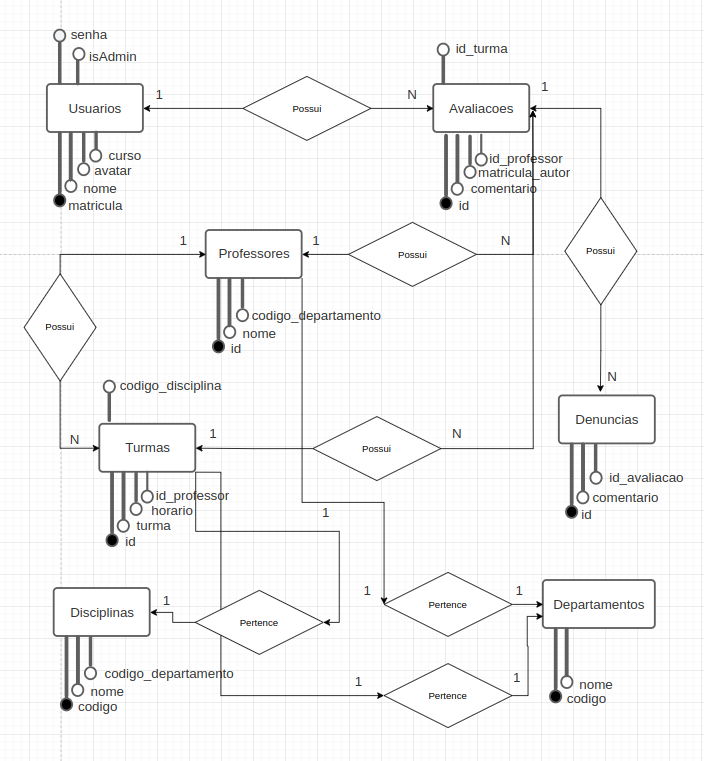 senha
isAdmin
id_turma
Usuarios
1
Possui
N
Avaliacoes
1
curso
avatar
nome
matricula
id_professor
matricula_autor
comentario
id
1
Professores
1
Possui
N
Possui
codigo_departamento
nome
id
Possui
N
codigo_disciplina
Denuncias
N
Turmas
1
Possui
N
id_professor
horario
turma
id
1
id_avaliacao
comentario
id
Disciplinas
1
Pertence
1
Pertence
1
Departamentos
codigo_departamento
nome
codigo
1
Pertence
1
nome
codigo